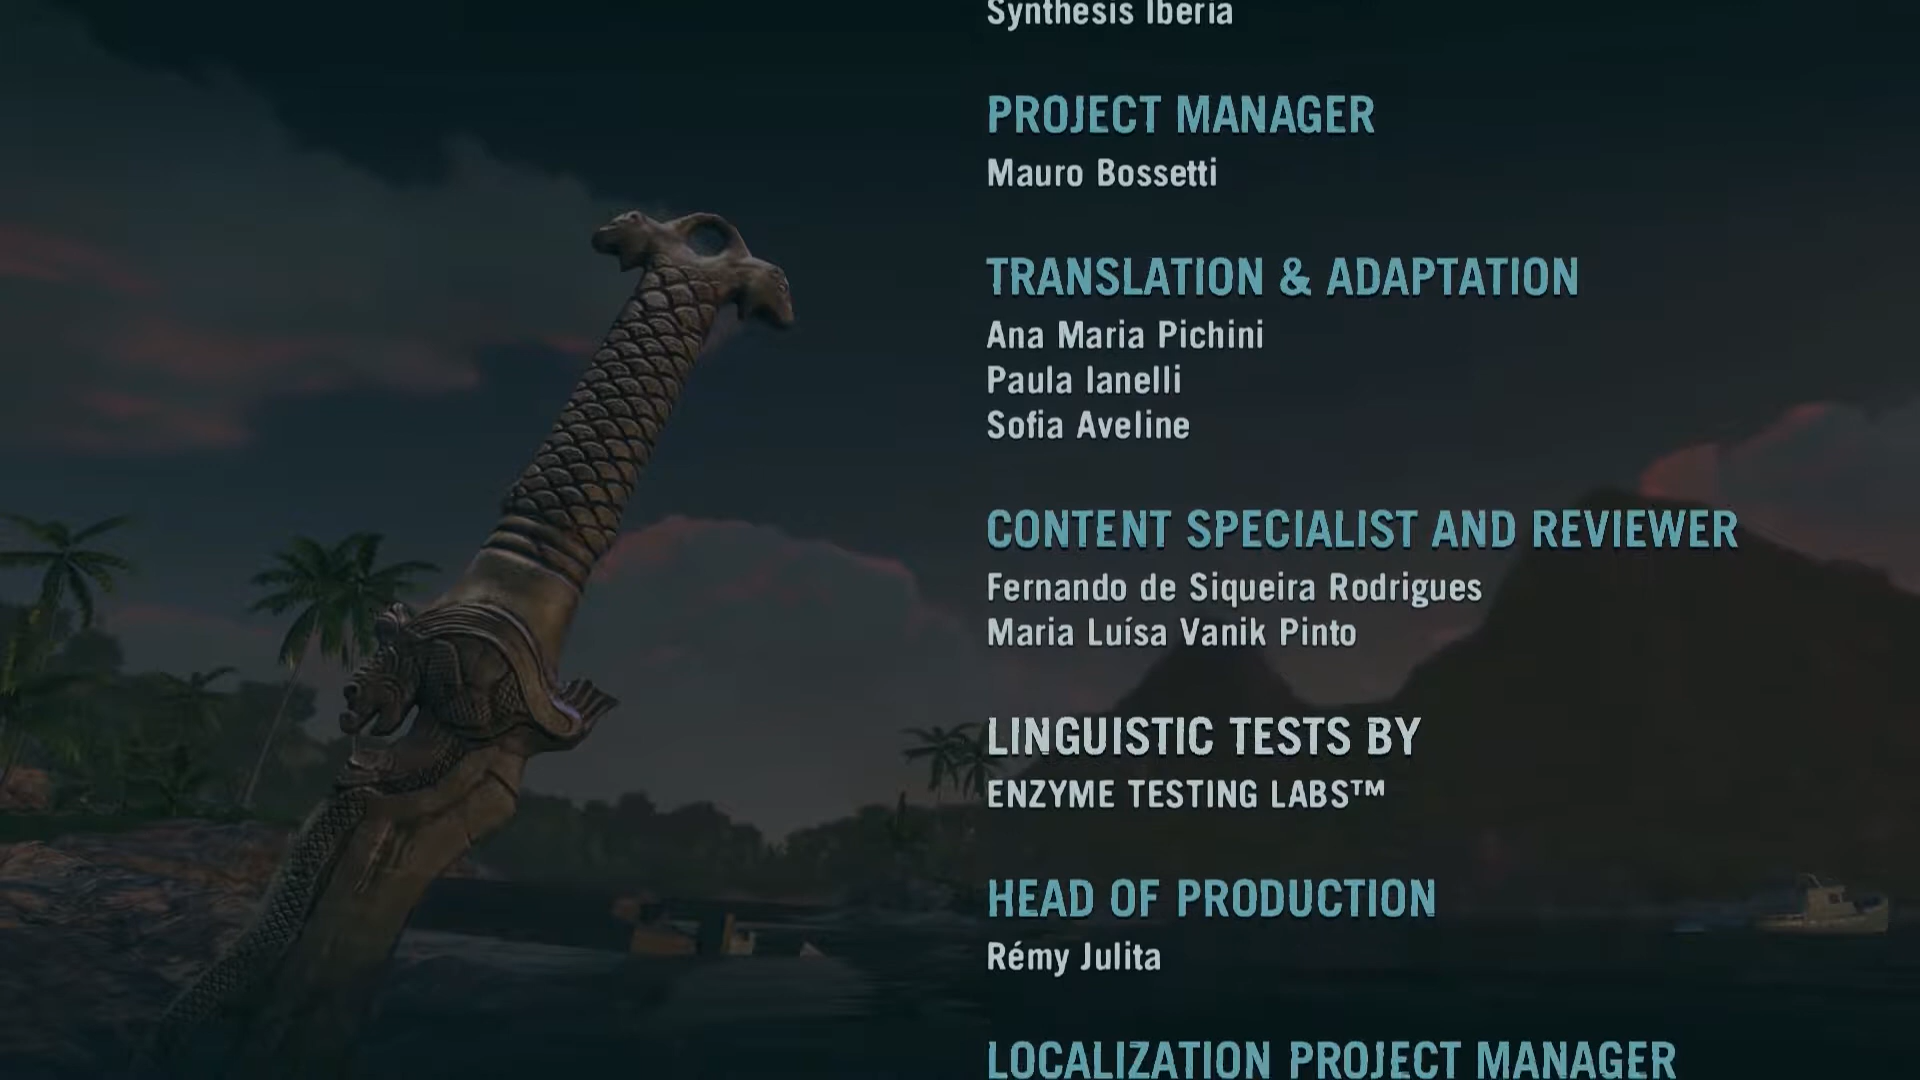 Synthesis Iberia
PROJECT MANAGER
Mauro Bossetti
TRANSLATION & ADAPTATION
Ana Maria Pichini
Paula Ianelli
Sofia Aveline
CONTENT SPECIALIST AND REVIEWER
Fernando de Siqueira Rodrigues
Maria Luísa Vanik Pinto
LINGUISTIC TESTS BY
ENZYME TESTING LABS™
HEAD OF PRODUCTION
Rémy Julita
LOCALIZATION PROJECT MANAGER